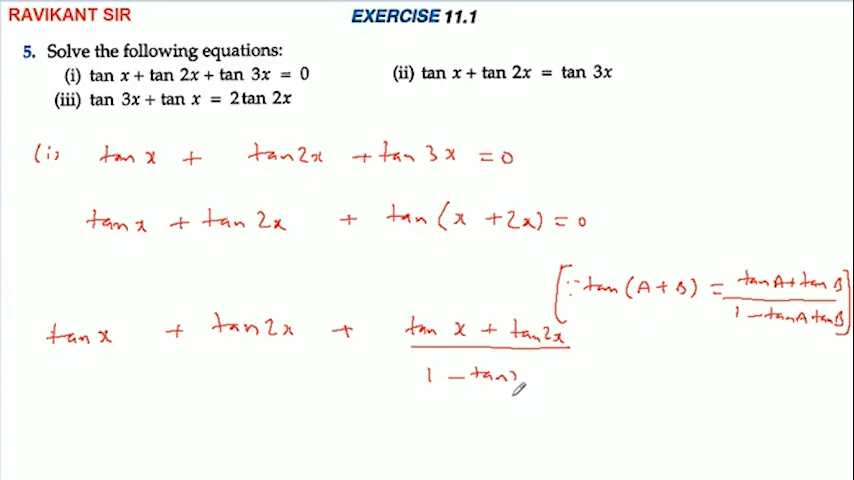 RAVIKANT SIR
EXERCISE 11.1
5. Solve the following equations:
(i) tan x + tan 2x + tan 3x = 0
(ii) tan x + tan 2x = tan 3x
(iii) tan 3x + tan x = 2tan 2x
(i) tan x + tan 2x + tan 3x = 0
tan x + tan 2x + tan (x + 2x) = 0
[∵ tan (A + B) = tan A + tan B / 1 - tan A tan B]
tan x + tan 2x + tan x + tan 2x
1 - tan